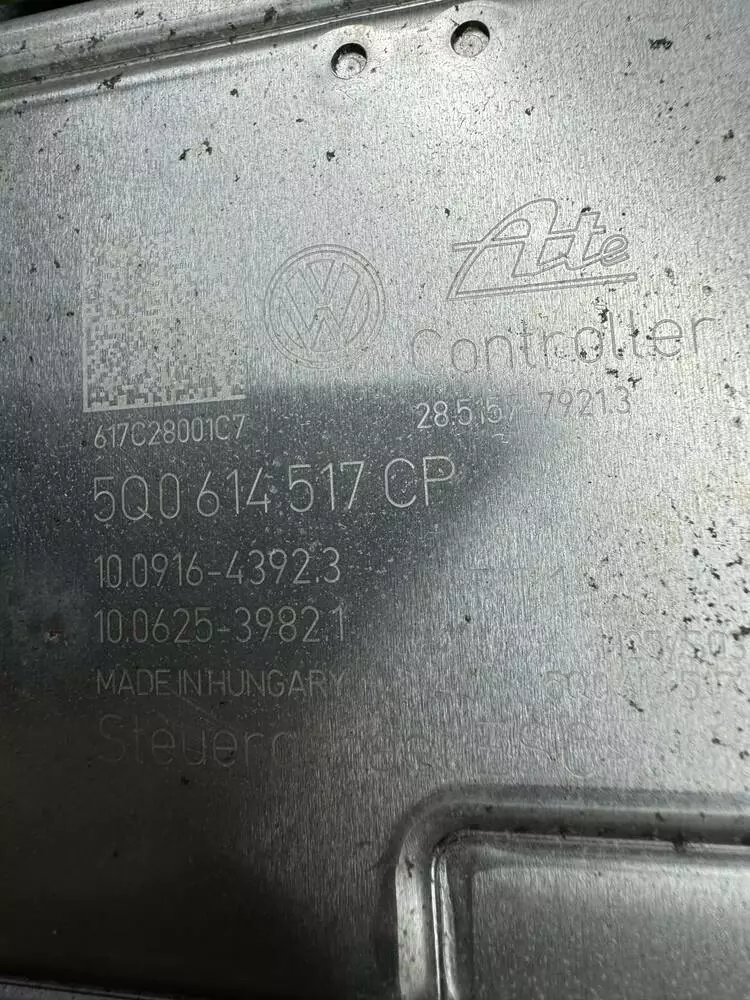 Ate
Controller
617C28001C7
28.5157-7921.3
5Q0 614 517 CP
10.0916-4392.3
10.0625-3982.1
MADE IN HUNGARY